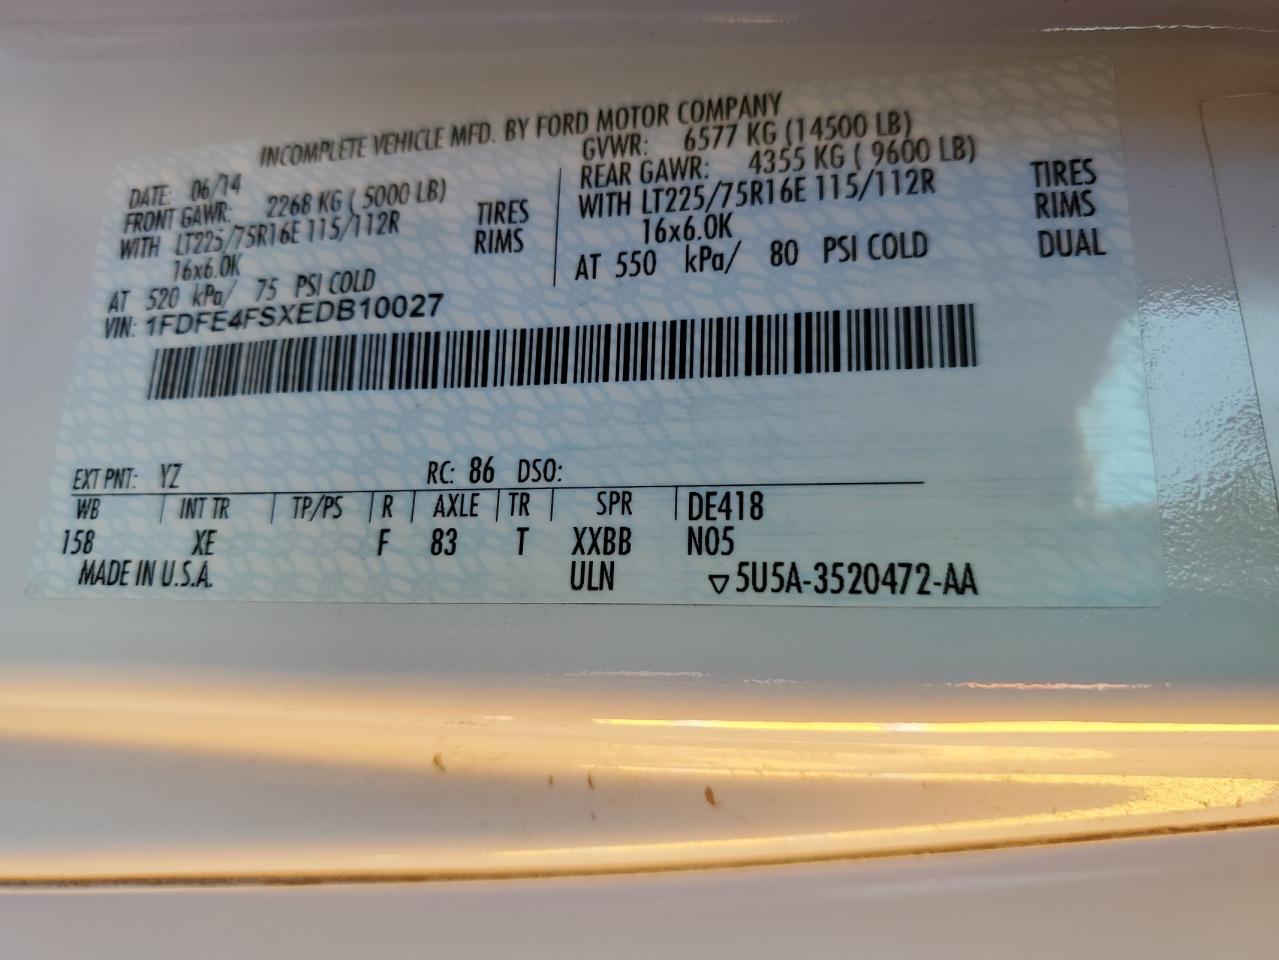 INCOMPLETE VEHICLE MFD. BY FORD MOTOR COMPANY
DATE: 06/14
FRONT GAWR: 2268 KG ( 5000 LB)
WITH LT225/75R16E 115/112R TIRES
16x6.0K RIMS
AT 520 kPa/ 75 PSI COLD
GVWR: 6577 KG (14500 LB)
REAR GAWR: 4355 KG ( 9600 LB)
WITH LT225/75R16E 115/112R TIRES
16x6.0K RIMS
AT 550 kPa/ 80 PSI COLD DUAL
VIN: 1FDFE4FSXEDB10027
EXT PNT: YZ RC: 86 DSO:
WB INT TR TP/PS R AXLE TR SPR DE418
158 XE F 83 T XXBB N05
MADE IN U.S.A. ULN ▽5U5A-3520472-AA